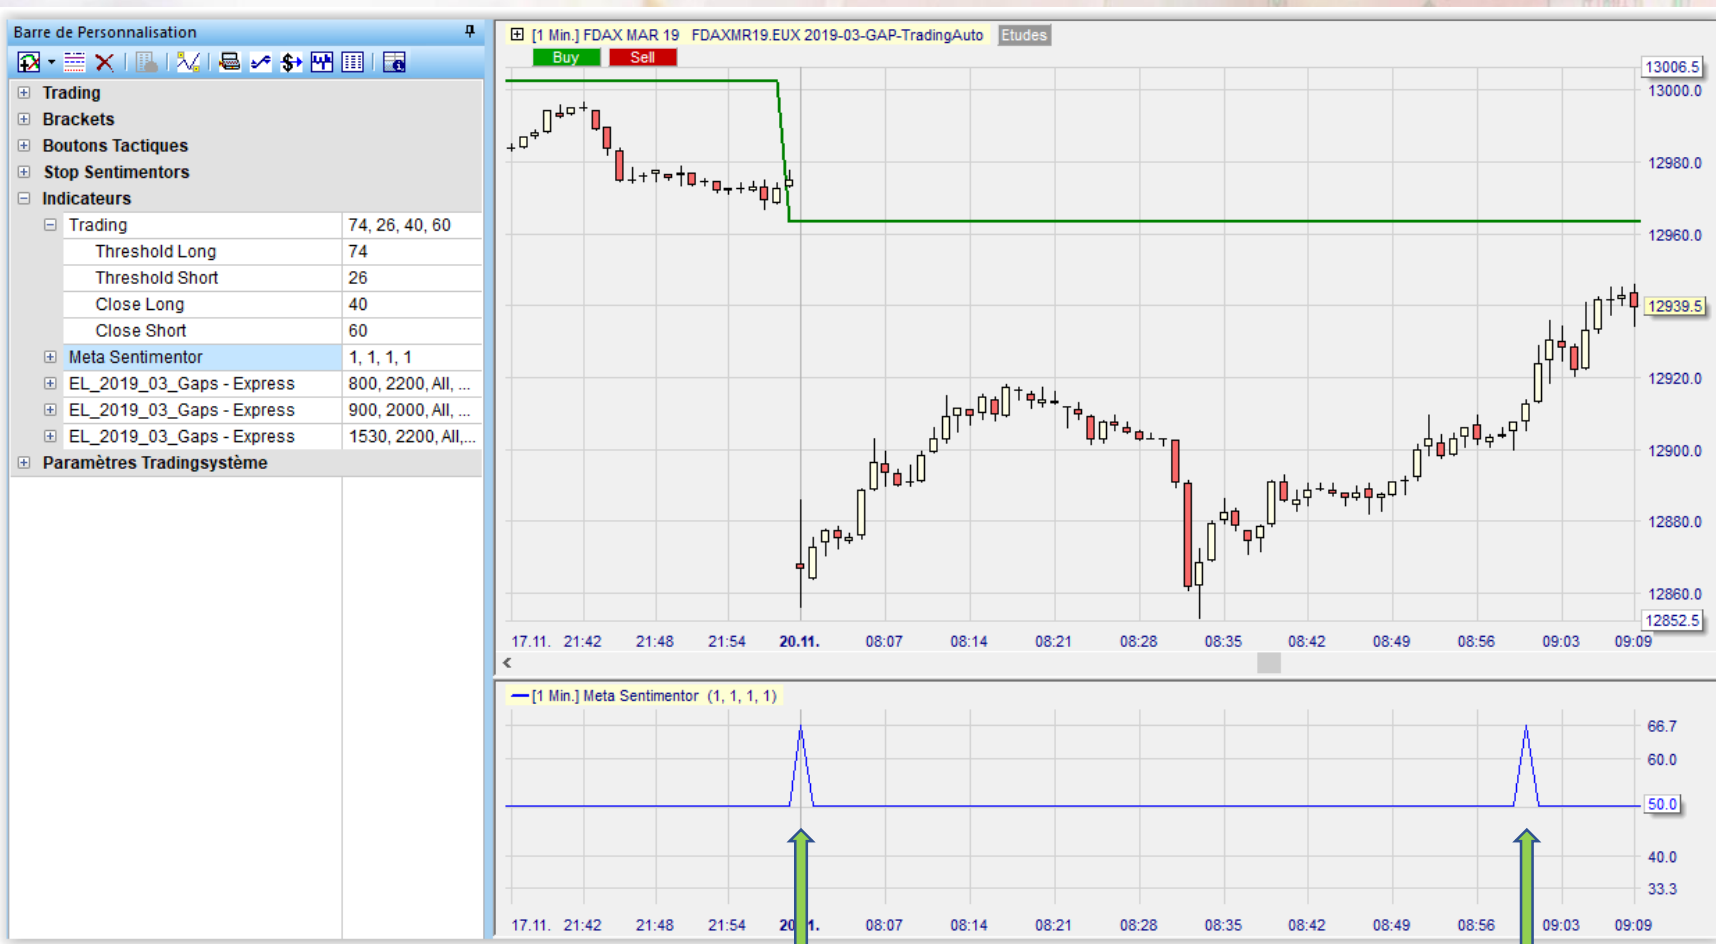 Barre de Personnalisation
Trading
Brackets
Boutons Tactiques
Stop Sentimentors
Indicateurs
Trading 74, 26, 40, 60
Threshold Long 74
Threshold Short 26
Close Long 40
Close Short 60
Meta Sentimentor 1, 1, 1, 1
EL_2019_03_Gaps - Express 800, 2200, All, ...
EL_2019_03_Gaps - Express 900, 2000, All, ...
EL_2019_03_Gaps - Express 1530, 2200, All,...
Paramètres Tradingsystème
[1 Min.] FDAX MAR 19 FDAXMR19.EUX 2019-03-GAP-TradingAuto Etudes
Buy Sell
13006.5
13000.0
12980.0
12960.0
12939.5
12920.0
12900.0
12880.0
12860.0
12852.5
17.11. 21:42 21:48 21:54 20.11. 08:07 08:14 08:21 08:28 08:35 08:42 08:49 08:56 09:03 09:09
[1 Min.] Meta Sentimentor (1, 1, 1, 1)
66.7
60.0
50.0
40.0
33.3
17.11. 21:42 21:48 21:54 20 1. 08:07 08:14 08:21 08:28 08:35 08:42 08:49 08:56 09:03 09:09